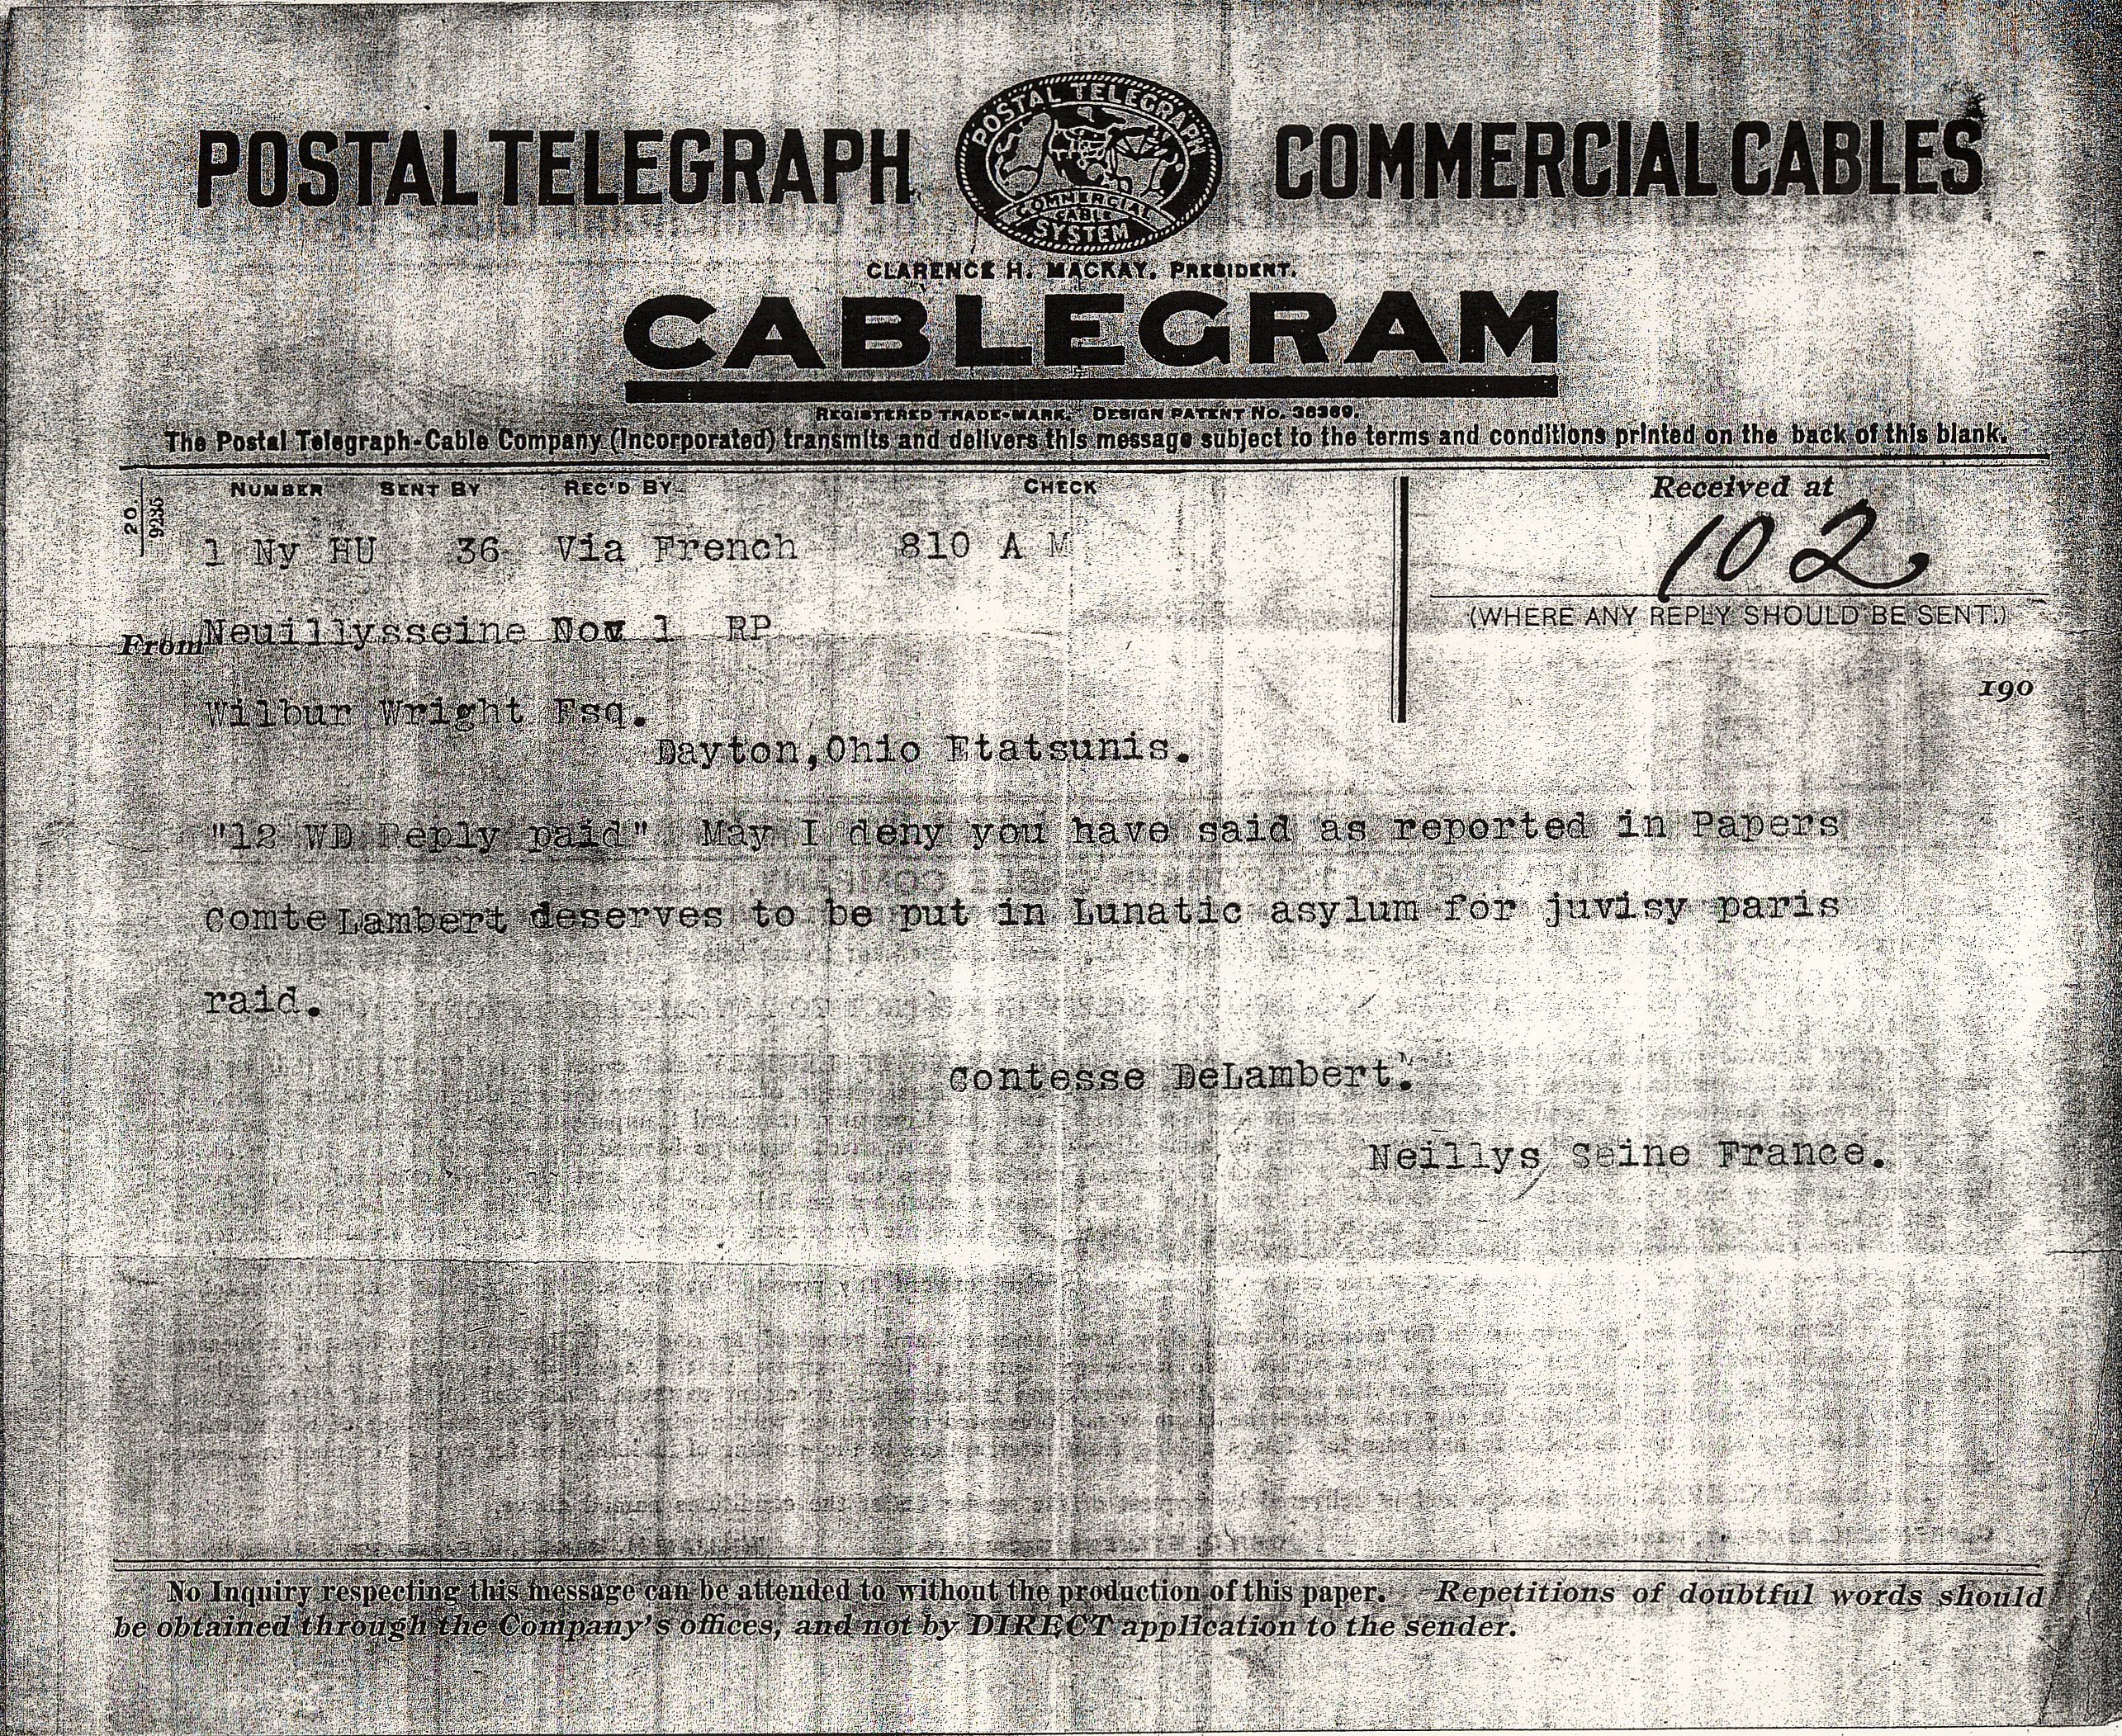 POSTAL TELEGRAPH COMMERCIAL CABLES
POSTAL TELEGRAPH
COMMERCIAL
CABLE
SYSTEM
CLARENCE H. MACKAY, PRESIDENT.
CABLEGRAM
REGISTERED TRADE-MARK. DESIGN PATENT No. 36369.
The Postal Telegraph-Cable Company (Incorporated) transmits and delivers this message subject to the terms and conditions printed on the back of this blank.
20.
9235
NUMBER SENT BY REC'D BY CHECK
Received at
1 Ny HU 36 Via French 810 A M
102
(WHERE ANY REPLY SHOULD BE SENT.)
From Neuillysseine Nov 1 RP
190
Wilbur Wright Esq.
Dayton,Ohio Etatsunis.
"12 WD Reply paid" May I deny you have said as reported in Papers
Comte Lambert deserves to be put in Lunatic asylum for juvisy paris
raid.
Contesse DeLambert.
Neillys Seine France.
No Inquiry respecting this message can be attended to without the production of this paper. Repetitions of doubtful words should
be obtained through the Company's offices, and not by DIRECT application to the sender.